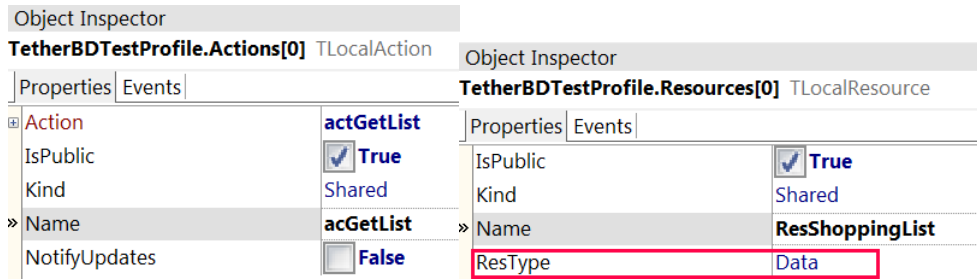 Object Inspector
TetherBDTestProfile.Actions[0] TLocalAction
Properties Events
Action actGetList
IsPublic True
Kind Shared
» Name acGetList
NotifyUpdates False
Object Inspector
TetherBDTestProfile.Resources[0] TLocalResource
Properties Events
IsPublic True
Kind Shared
» Name ResShoppingList
ResType Data